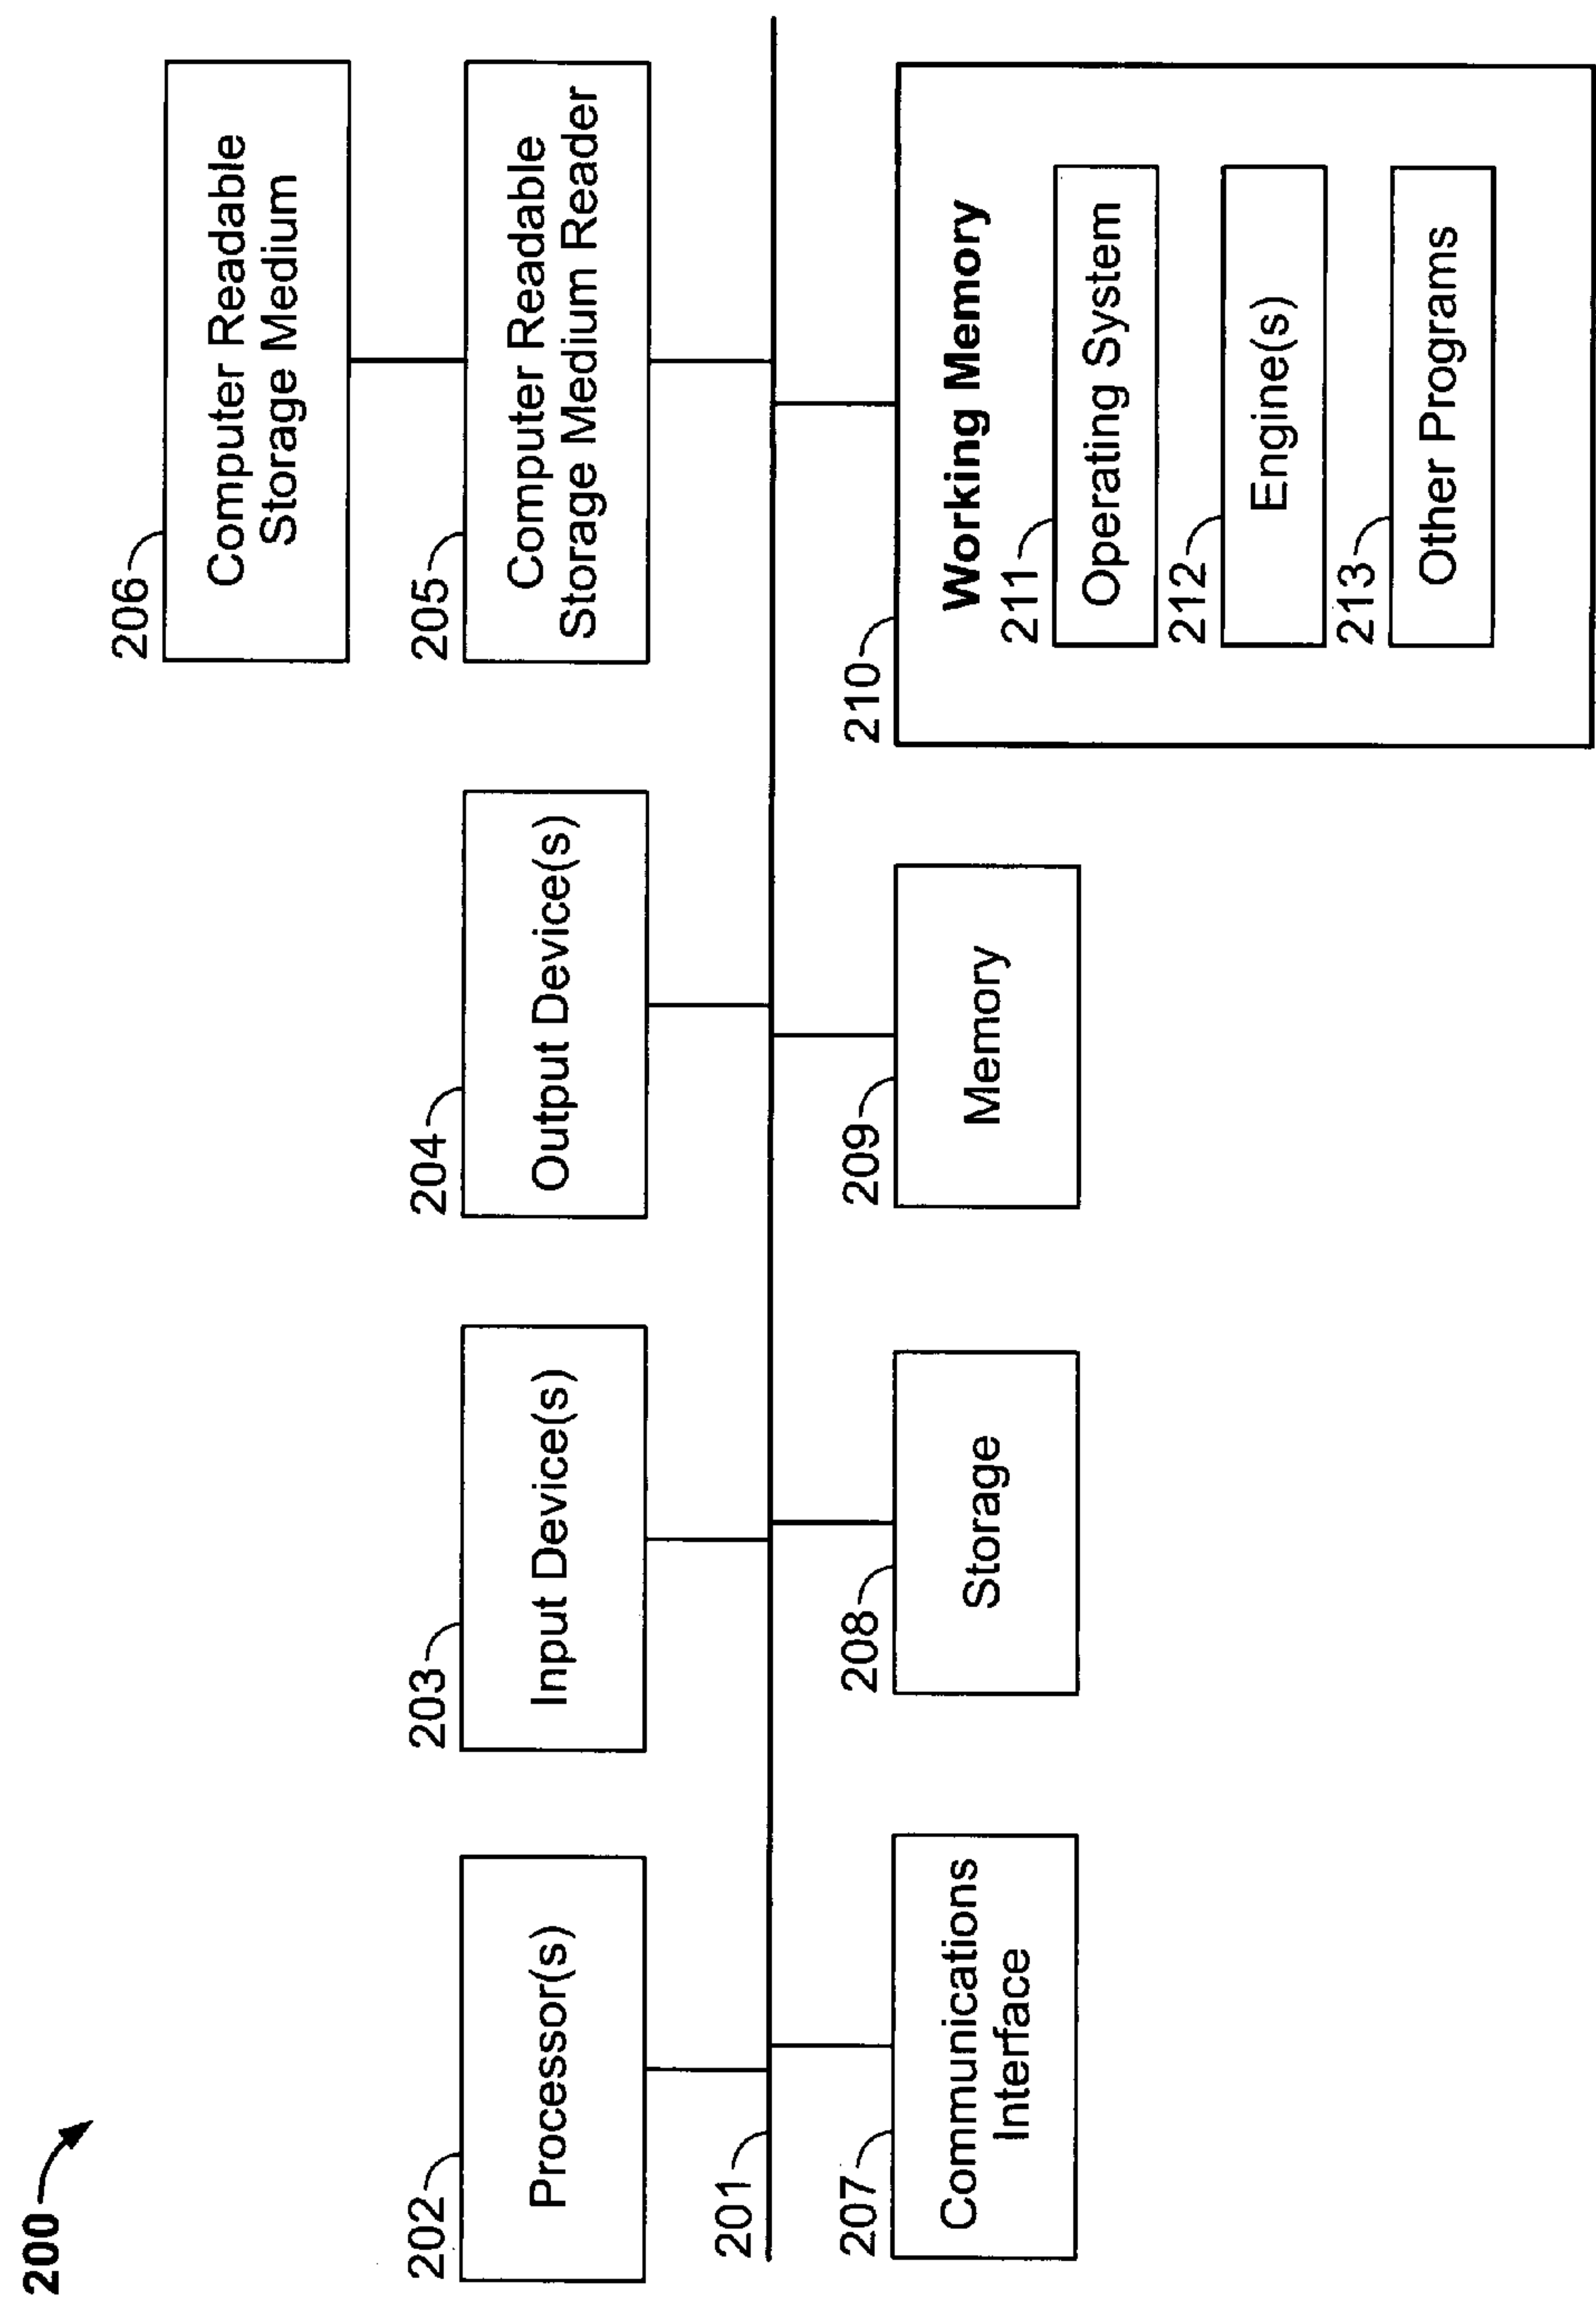 200
206
Computer Readable
Storage Medium
202
Processor(s)
203
Input Device(s)
204
Output Device(s)
205
Computer Readable
Storage Medium Reader
201
207
Communications
Interface
208
Storage
209
Memory
210
Working Memory
211
Operating System
212
Engine(s)
213
Other Programs